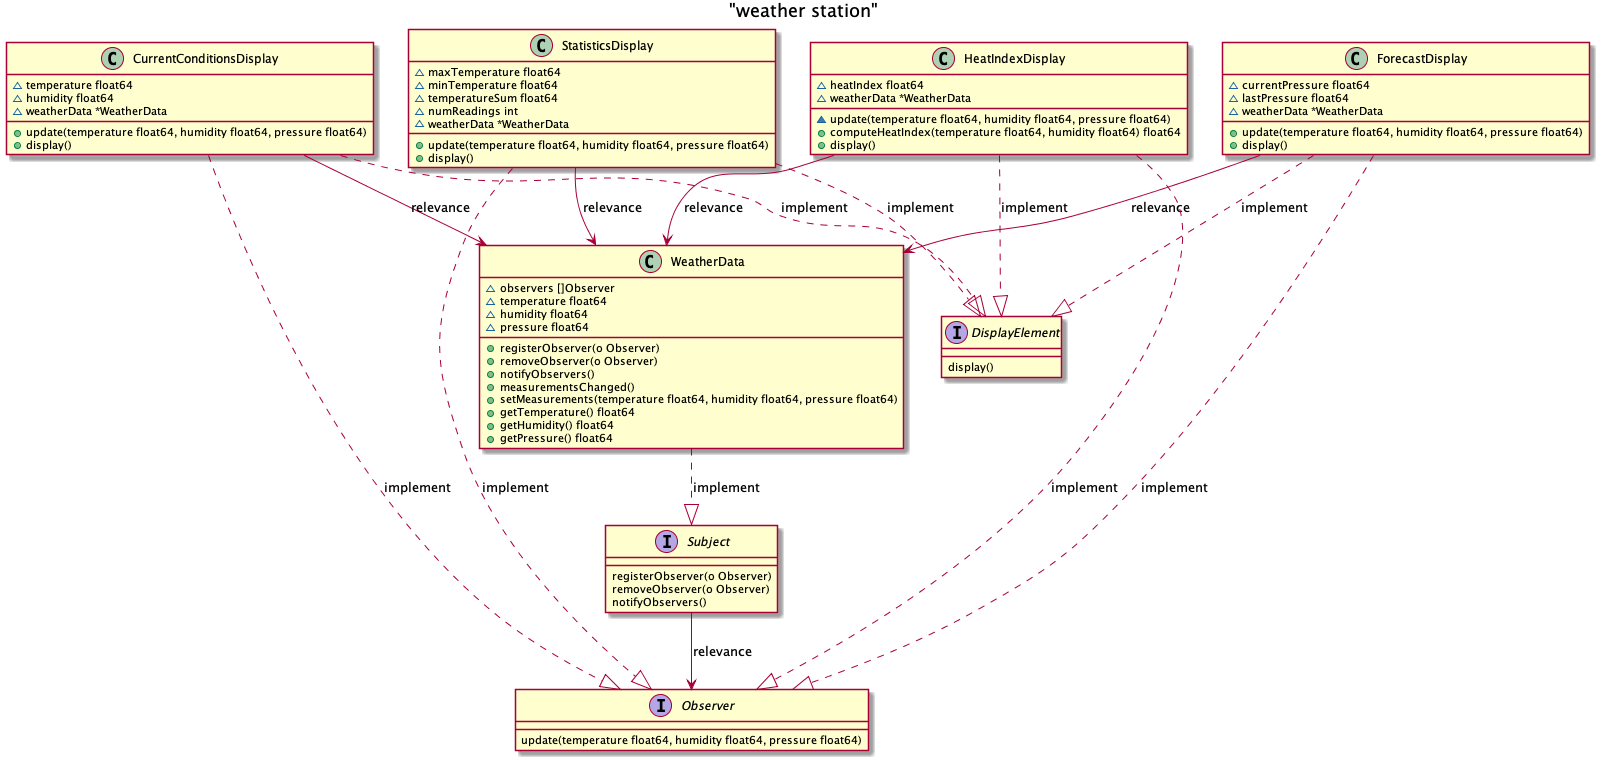 "weather station"
C CurrentConditionsDisplay
temperature float64
humidity float64
weatherData *WeatherData
update(temperature float64, humidity float64, pressure float64)
display()
C StatisticsDisplay
maxTemperature float64
minTemperature float64
temperatureSum float64
numReadings int
weatherData *WeatherData
update(temperature float64, humidity float64, pressure float64)
display()
C HeatIndexDisplay
heatIndex float64
weatherData *WeatherData
update(temperature float64, humidity float64, pressure float64)
computeHeatIndex(temperature float64, humidity float64) float64
display()
C ForecastDisplay
currentPressure float64
lastPressure float64
weatherData *WeatherData
update(temperature float64, humidity float64, pressure float64)
display()
relevance
relevance
relevance
implement
implement
implement
relevance
implement
C WeatherData
observers []Observer
temperature float64
humidity float64
pressure float64
registerObserver(o Observer)
removeObserver(o Observer)
notifyObservers()
measurementsChanged()
setMeasurements(temperature float64, humidity float64, pressure float64)
getTemperature() float64
getHumidity() float64
getPressure() float64
I DisplayElement
display()
implement
implement
implement
implement
implement
I Subject
registerObserver(o Observer)
removeObserver(o Observer)
notifyObservers()
relevance
I Observer
update(temperature float64, humidity float64, pressure float64)